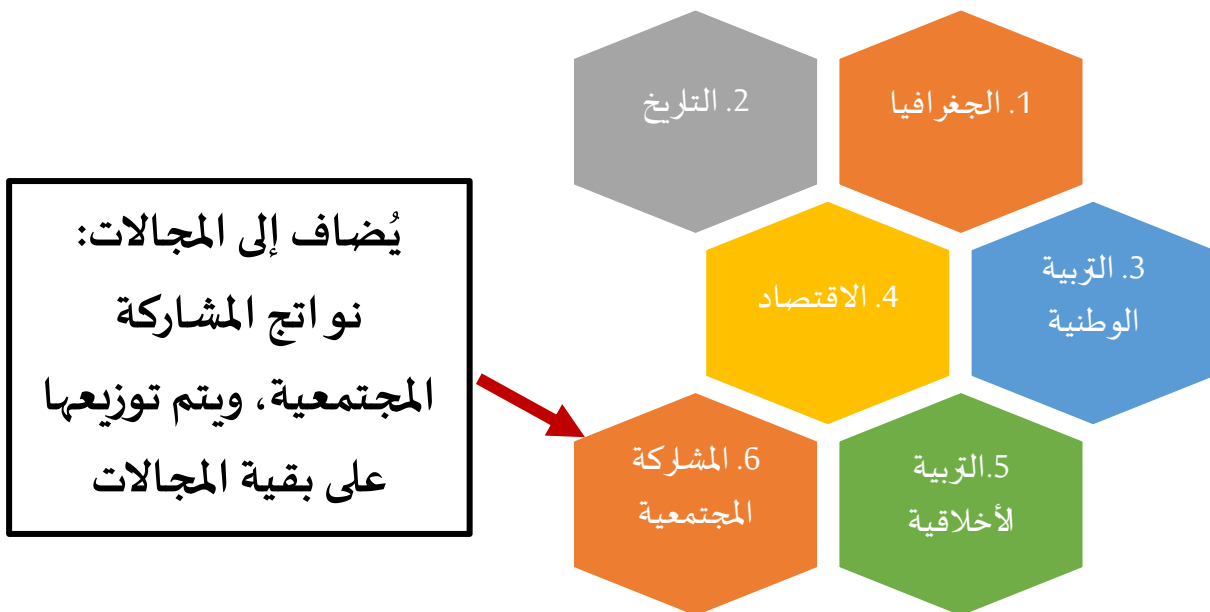 1. الجغرافيا
2. التاريخ
3. التربية
الوطنية
4. الاقتصاد
5.التربية
الأخلاقية
6. المشاركة
المجتمعية
يُضاف إلى المجالات:
نواتج المشاركة
المجتمعية، ويتم توزيعها
على بقية المجالات